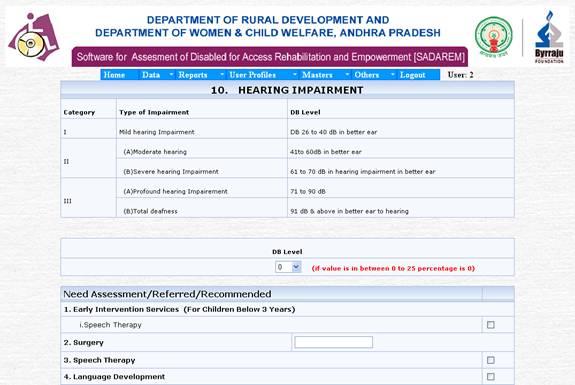 DEPARTMENT OF RURAL DEVELOPMENT AND
DEPARTMENT OF WOMEN & CHILD WELFARE, ANDHRA PRADESH
Software for Assesment of Disabled for Access Rehabilitation and Empowerment [SADAREM]
Byrraju
FOUNDATION
Home Data Reports User Profiles Masters Others Logout User: 2
10. HEARING IMPAIRMENT
Category Type of Impairment DB Level
I Mild hearing Impairment DB 26 to 40 dB in better ear
II
(A)Moderate hearing 41to 60dB in better ear
(B)Severe hearing Impairment 61 to 70 dB in hearing impairment in better ear
III
(A)Profound hearing Impairement 71 to 90 dB
(B)Total deafness 91 dB & above in better ear to hearing
DB Level
0 (if value is in between 0 to 25 percentage is 0)
Need Assessment/Referred/Recommended
1. Early Intervention Services (For Children Below 3 Years)
i.Speech Therapy
2. Surgery
3. Speech Therapy
4. Language Development